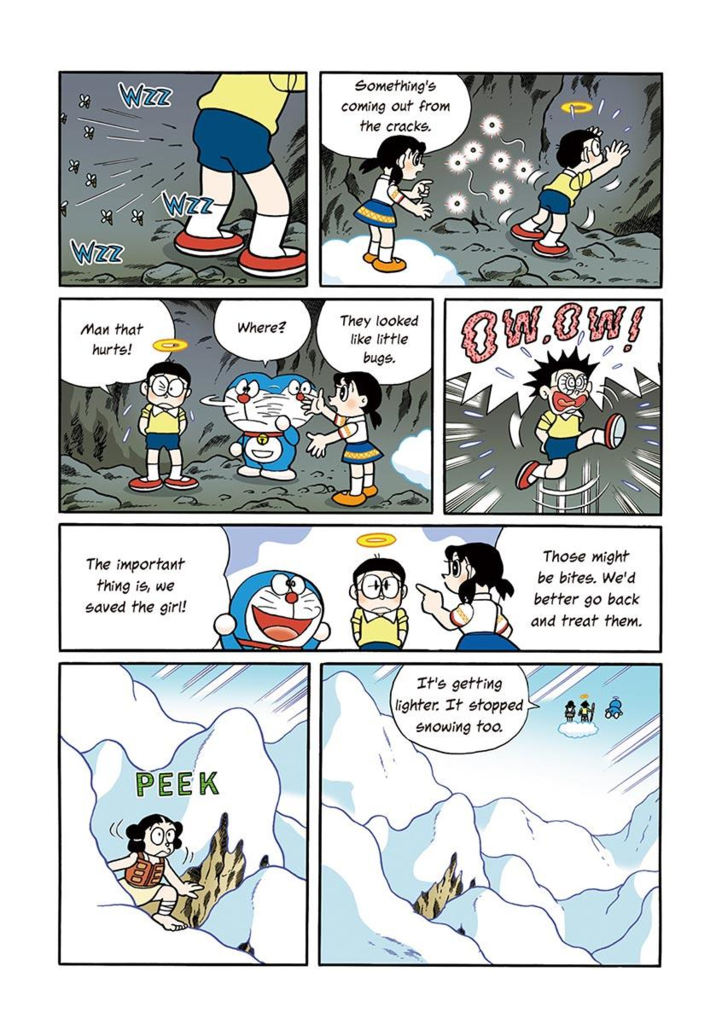 WZZ
WZZ
WZZ
Something's
coming out from
the cracks.
Man that
hurts!
Where?
They looked
like little
bugs.
OW, OW!
The important
thing is, we
saved the girl!
Those might
be bites. We'd
better go back
and treat them.
PEEK
It's getting
lighter. It stopped
snowing too.